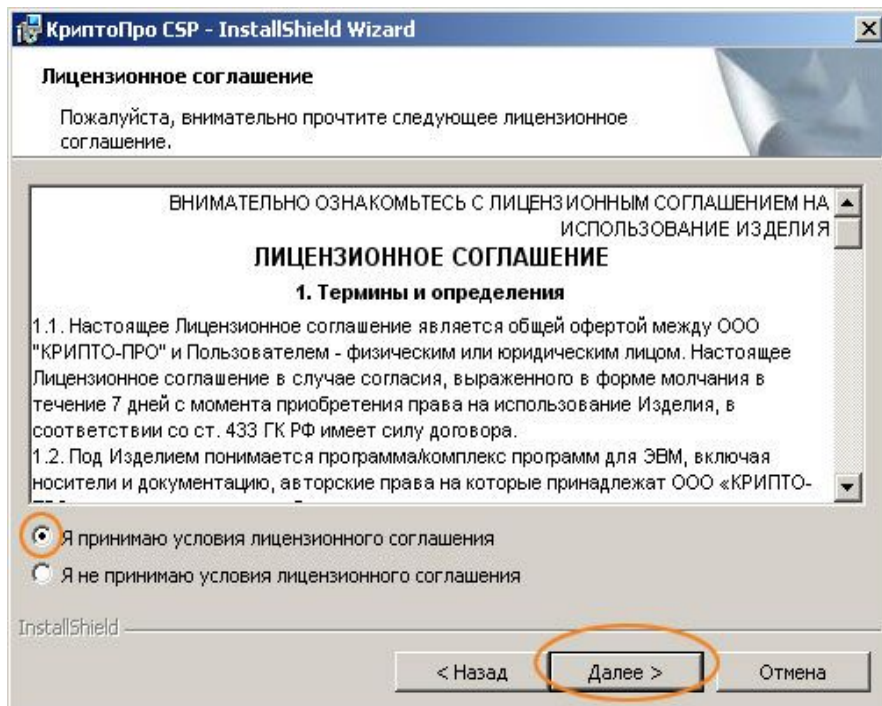 КриптоПро CSP - InstallShield Wizard
Лицензионное соглашение
Пожалуйста, внимательно прочтите следующее лицензионное
соглашение.
ВНИМАТЕЛЬНО ОЗНАКОМЬТЕСЬ С ЛИЦЕНЗИОННЫМ СОГЛАШЕНИЕМ НА
ИСПОЛЬЗОВАНИЕ ИЗДЕЛИЯ
ЛИЦЕНЗИОННОЕ СОГЛАШЕНИЕ
1. Термины и определения
1.1. Настоящее Лицензионное соглашение является общей офертой между ООО
"КРИПТО-ПРО" и Пользователем - физическим или юридическим лицом. Настоящее
Лицензионное соглашение в случае согласия, выраженного в форме молчания в
течение 7 дней с момента приобретения права на использование Изделия, в
соответствии со ст. 433 ГК РФ имеет силу договора.
1.2. Под Изделием понимается программа/комплекс программ для ЭВМ, включая
носители и документацию, авторские права на которые принадлежат ООО «КРИПТО-
Я принимаю условия лицензионного соглашения
Я не принимаю условия лицензионного соглашения
InstallShield
< Назад
Далее >
Отмена